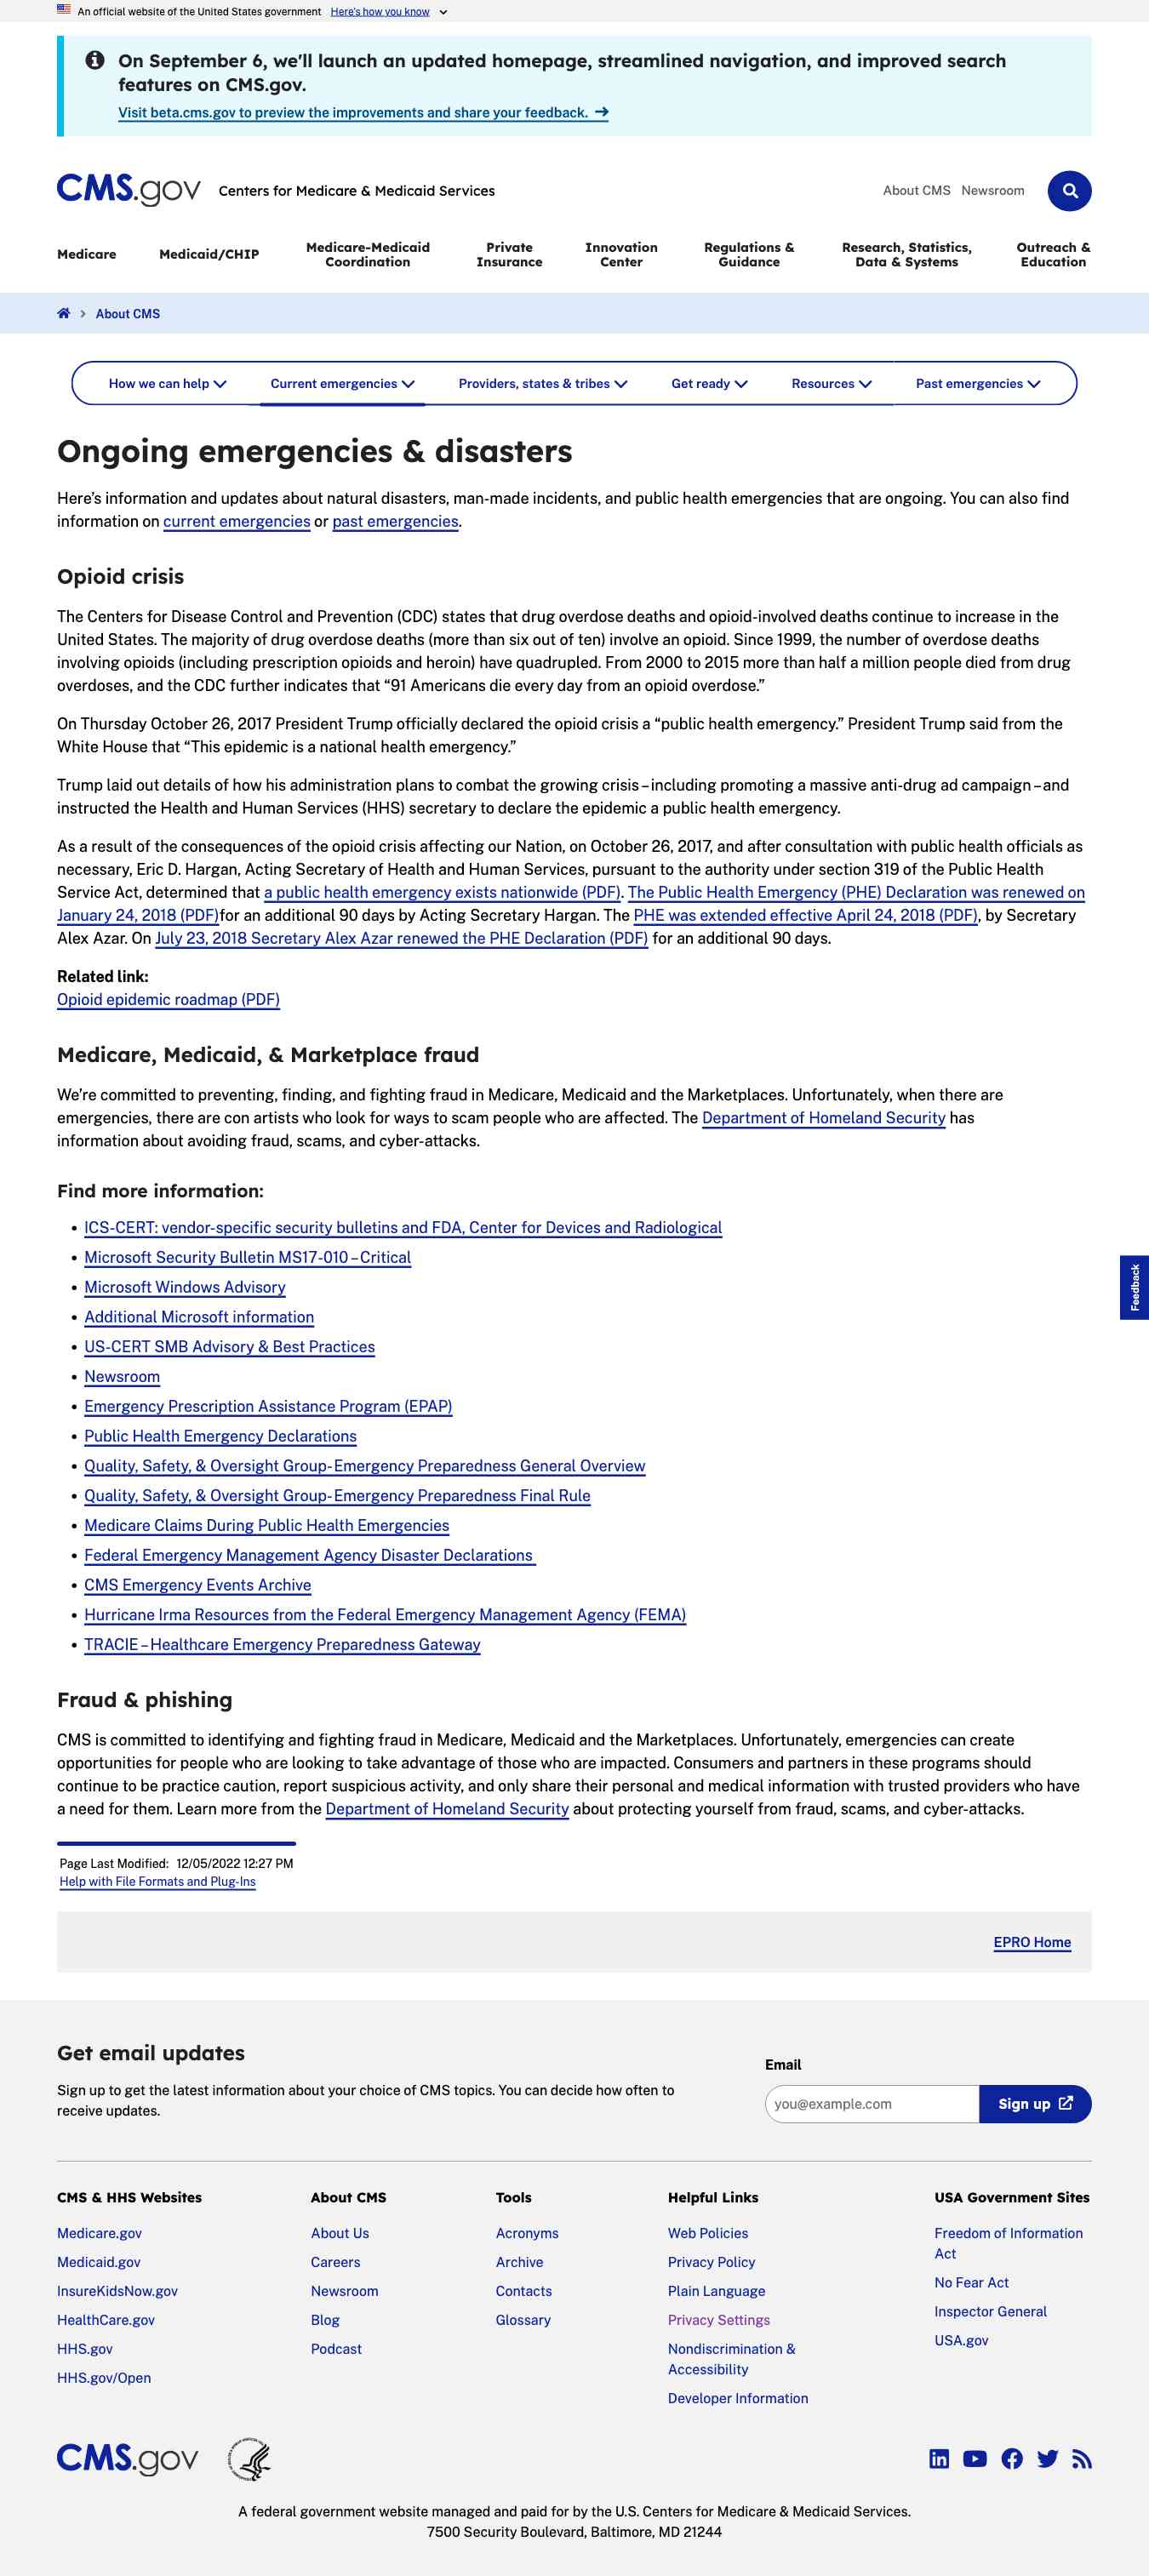 An official website of the United States government Here's how you know
On September 6, we'll launch an updated homepage, streamlined navigation, and improved search
features on CMS.gov.
Visit beta.cms.gov to preview the improvements and share your feedback.
CMS.gov Centers for Medicare & Medicaid Services About CMS Newsroom
Medicare Medicaid/CHIP Medicare-Medicaid Coordination Private Insurance Innovation Center Regulations & Guidance Research, Statistics, Data & Systems Outreach & Education
About CMS
How we can help Current emergencies Providers, states & tribes Get ready Resources Past emergencies
Ongoing emergencies & disasters
Here's information and updates about natural disasters, man-made incidents, and public health emergencies that are ongoing. You can also find
information on current emergencies or past emergencies.
Opioid crisis
The Centers for Disease Control and Prevention (CDC) states that drug overdose deaths and opioid-involved deaths continue to increase in the
United States. The majority of drug overdose deaths (more than six out of ten) involve an opioid. Since 1999, the number of overdose deaths
involving opioids (including prescription opioids and heroin) have quadrupled. From 2000 to 2015 more than half a million people died from drug
overdoses, and the CDC further indicates that “91 Americans die every day from an opioid overdose.”
On Thursday October 26, 2017 President Trump officially declared the opioid crisis a “public health emergency.” President Trump said from the
White House that “This epidemic is a national health emergency.”
Trump laid out details of how his administration plans to combat the growing crisis – including promoting a massive anti-drug ad campaign – and
instructed the Health and Human Services (HHS) secretary to declare the epidemic a public health emergency.
As a result of the consequences of the opioid crisis affecting our Nation, on October 26, 2017, and after consultation with public health officials as
necessary, Eric D. Hargan, Acting Secretary of Health and Human Services, pursuant to the authority under section 319 of the Public Health
Service Act, determined that a public health emergency exists nationwide (PDF). The Public Health Emergency (PHE) Declaration was renewed on
January 24, 2018 (PDF)for an additional 90 days by Acting Secretary Hargan. The PHE was extended effective April 24, 2018 (PDF), by Secretary
Alex Azar. On July 23, 2018 Secretary Alex Azar renewed the PHE Declaration (PDF) for an additional 90 days.
Related link:
Opioid epidemic roadmap (PDF)
Medicare, Medicaid, & Marketplace fraud
We're committed to preventing, finding, and fighting fraud in Medicare, Medicaid and the Marketplaces. Unfortunately, when there are
emergencies, there are con artists who look for ways to scam people who are affected. The Department of Homeland Security has
information about avoiding fraud, scams, and cyber-attacks.
Find more information:
ICS-CERT: vendor-specific security bulletins and FDA, Center for Devices and Radiological
Microsoft Security Bulletin MS17-010 – Critical
Microsoft Windows Advisory
Additional Microsoft information
US-CERT SMB Advisory & Best Practices
Newsroom
Emergency Prescription Assistance Program (EPAP)
Public Health Emergency Declarations
Quality, Safety, & Oversight Group- Emergency Preparedness General Overview
Quality, Safety, & Oversight Group- Emergency Preparedness Final Rule
Medicare Claims During Public Health Emergencies
Federal Emergency Management Agency Disaster Declarations
CMS Emergency Events Archive
Hurricane Irma Resources from the Federal Emergency Management Agency (FEMA)
TRACIE – Healthcare Emergency Preparedness Gateway
Feedback
Fraud & phishing
CMS is committed to identifying and fighting fraud in Medicare, Medicaid and the Marketplaces. Unfortunately, emergencies can create
opportunities for people who are looking to take advantage of those who are impacted. Consumers and partners in these programs should
continue to be practice caution, report suspicious activity, and only share their personal and medical information with trusted providers who have
a need for them. Learn more from the Department of Homeland Security about protecting yourself from fraud, scams, and cyber-attacks.
Page Last Modified: 12/05/2022 12:27 PM
Help with File Formats and Plug-Ins
EPRO Home
Get email updates
Sign up to get the latest information about your choice of CMS topics. You can decide how often to
receive updates.
Email
you@example.com Sign up
CMS & HHS Websites
Medicare.gov
Medicaid.gov
InsureKidsNow.gov
HealthCare.gov
HHS.gov
HHS.gov/Open
About CMS
About Us
Careers
Newsroom
Blog
Podcast
Tools
Acronyms
Archive
Contacts
Glossary
Helpful Links
Web Policies
Privacy Policy
Plain Language
Privacy Settings
Nondiscrimination &
Accessibility
Developer Information
USA Government Sites
Freedom of Information
Act
No Fear Act
Inspector General
USA.gov
CMS.gov
A federal government website managed and paid for by the U.S. Centers for Medicare & Medicaid Services.
7500 Security Boulevard, Baltimore, MD 21244